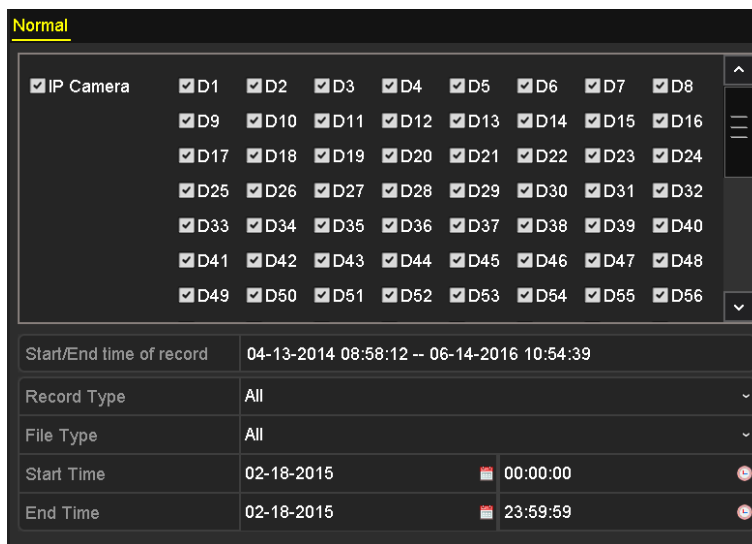 Normal
IP Camera D1 D2 D3 D4 D5 D6 D7 D8
D9 D10 D11 D12 D13 D14 D15 D16
D17 D18 D19 D20 D21 D22 D23 D24
D25 D26 D27 D28 D29 D30 D31 D32
D33 D34 D35 D36 D37 D38 D39 D40
D41 D42 D43 D44 D45 D46 D47 D48
D49 D50 D51 D52 D53 D54 D55 D56
Start/End time of record 04-13-2014 08:58:12 -- 06-14-2016 10:54:39
Record Type All
File Type All
Start Time 02-18-2015 00:00:00
End Time 02-18-2015 23:59:59